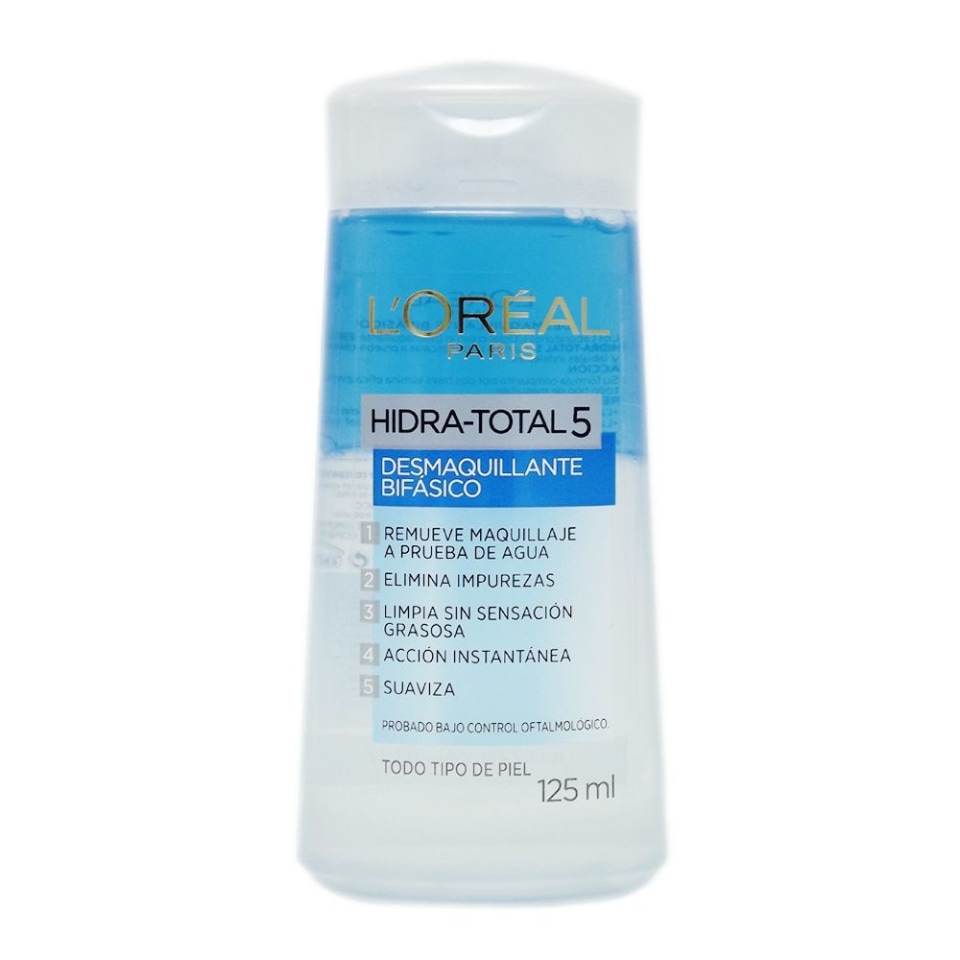 L'ORÉAL
PARIS
HIDRA-TOTAL 5
DESMAQUILLANTE
BIFÁSICO
1 REMUEVE MAQUILLAJE
A PRUEBA DE AGUA
2 ELIMINA IMPUREZAS
3 LIMPIA SIN SENSACIÓN
GRASOSA
4 ACCIÓN INSTANTÁNEA
5 SUAVIZA
PROBADO BAJO CONTROL OFTALMOLÓGICO.
TODO TIPO DE PIEL
125 ml